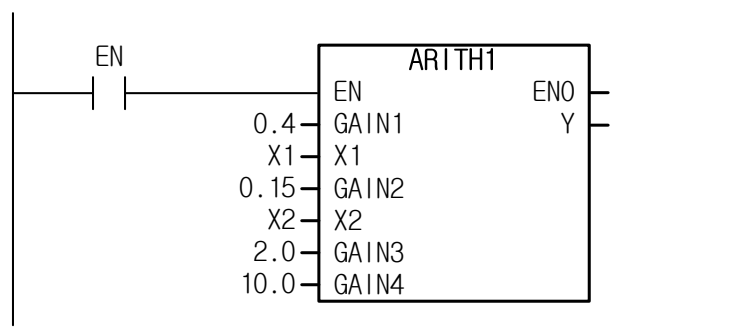 EN
ARITH1
EN ENO
0.4 GAIN1 Y
X1 X1
0.15 GAIN2
X2 X2
2.0 GAIN3
10.0 GAIN4